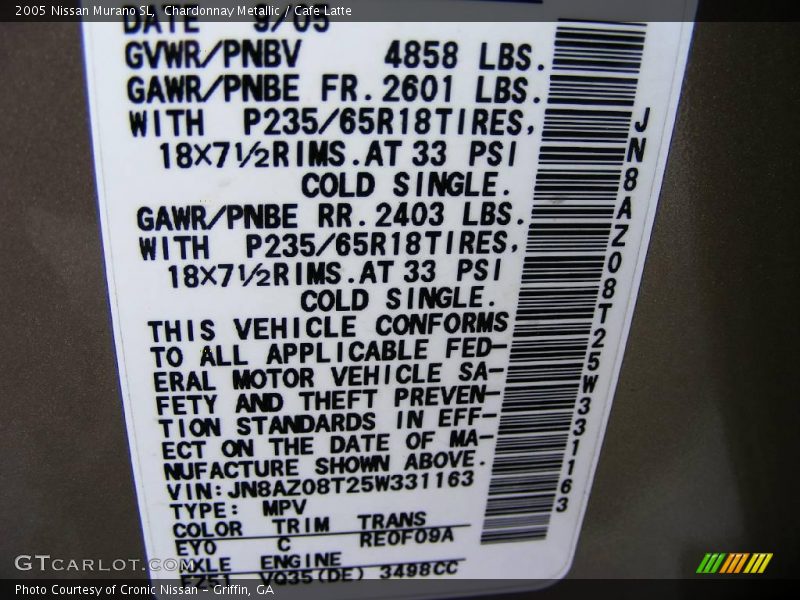 2005 Nissan Murano SL, Chardonnay Metallic / Cafe Latte
DATE 9/05
GVWR/PNBV 4858 LBS.
GAWR/PNBE FR. 2601 LBS.
WITH P235/65R18TIRES,
18X7½RIMS.AT 33 PSI
COLD SINGLE.
GAWR/PNBE RR. 2403 LBS.
WITH P235/65R18TIRES,
18X7½RIMS.AT 33 PSI
COLD SINGLE.
THIS VEHICLE CONFORMS
TO ALL APPLICABLE FED-
ERAL MOTOR VEHICLE SA-
FETY AND THEFT PREVEN-
TION STANDARDS IN EFF-
ECT ON THE DATE OF MA-
NUFACTURE SHOWN ABOVE.
VIN:JN8AZ08T25W331163
TYPE: MPV
COLOR TRIM TRANS
EY0 C RE0F09A
AXLE ENGINE
FZ51 VQ35(DE) 3498CC
JN8AZ08T25W331163
GTCARLOT.COM
Photo Courtesy of Cronic Nissan - Griffin, GA